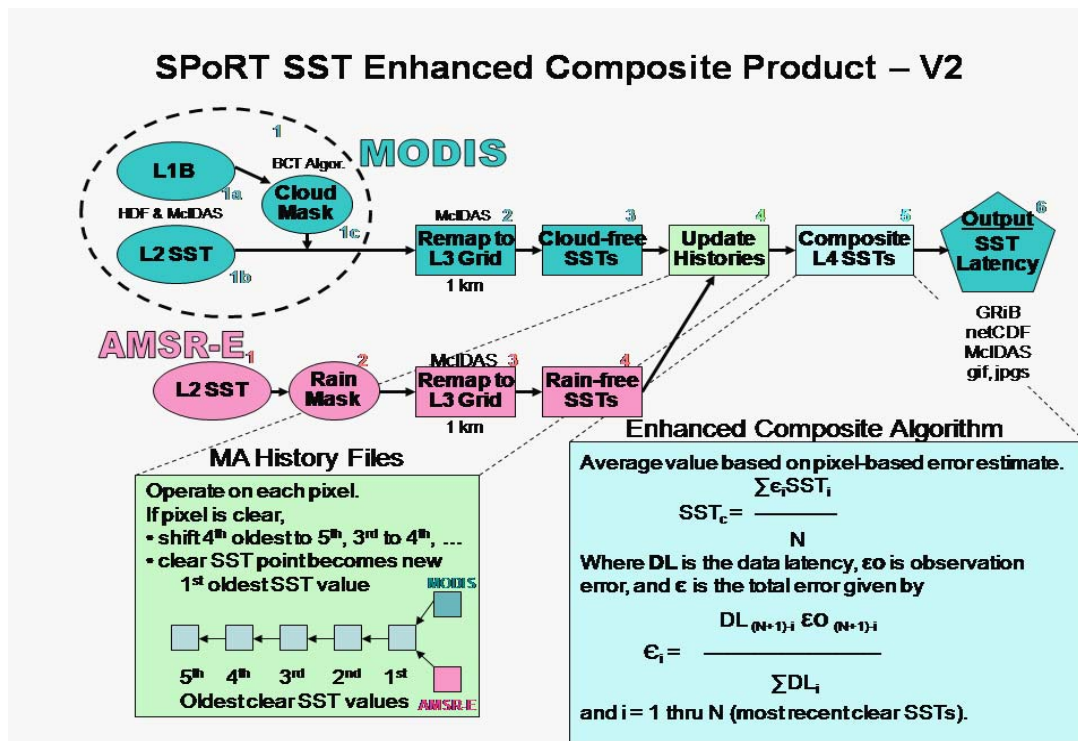 SPoRT SST Enhanced Composite Product – V2
1
MODIS
L1B
1a
BCT Algor.
Cloud
Mask
1c
HDF & McIDAS
L2 SST
1b
McIDAS 2
Remap to
L3 Grid
1 km
3
Cloud-free
SSTs
4
Update
Histories
5
Composite
L4 SSTs
6
Output
SST
Latency
GRiB
netCDF
McIDAS
gif, jpgs
AMSR-E
1
L2 SST
2
Rain
Mask
McIDAS 3
Remap to
L3 Grid
1 km
4
Rain-free
SSTs
MA History Files
Operate on each pixel.
If pixel is clear,
• shift 4th oldest to 5th, 3rd to 4th, ...
• clear SST point becomes new
1st oldest SST value
MODIS
5th 4th 3rd 2nd 1st
Oldest clear SST values
AMSR-E
Enhanced Composite Algorithm
Average value based on pixel-based error estimate.
∑ϵiSSTi
SSTc =
N
Where DL is the data latency, εo is observation
error, and ϵ is the total error given by
DL (N+1)-i εo (N+1)-i
ϵi =
∑DLi
and i = 1 thru N (most recent clear SSTs).